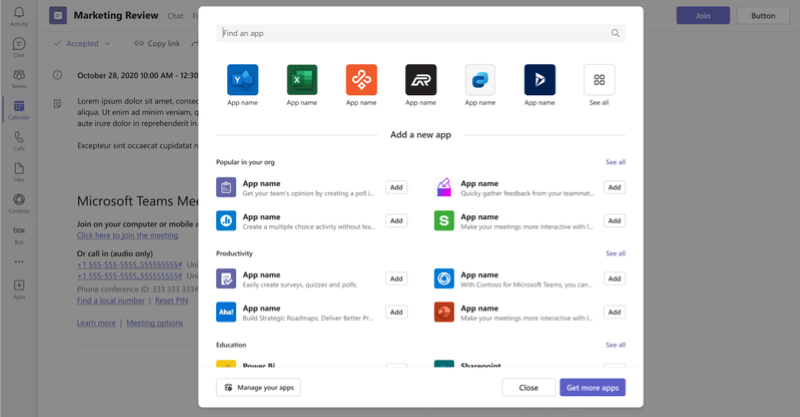 Activity
Chat
Teams
Calendar
Calls
Files
Contoso
box
Box
Apps
Marketing Review
Chat
Join
Button
Accepted
Copy link
October 28, 2020 10:00 AM - 12:30
Lorem ipsum dolor sit amet, consec
aliqua. Ut enim ad minim veniam, q
aute irure dolor in reprehenderit in
Excepteur sint occaecat cupidatat n
Microsoft Teams Mee
Join on your computer or mobile a
Click here to join the meeting
Or call in (audio only)
+1 555-555-5555,,555555555#
+1 555-555-5555,,555555555#
Phone conference ID: 333 333 333#
Find a local number | Reset PIN
Learn more | Meeting options
Find an app
App name
App name
App name
App name
App name
App name
See all
Add a new app
Popular in your org
See all
App name
Get your team's opinion by creating a poll i...
Add
App name
Quicky gather feedback from your teammat...
Add
App name
Create a multiple choice activity without lea...
Add
S
App name
Make your meetings more interactive with l...
Add
Productivity
See all
App name
Easily create surveys, quizzes and polls.
Add
App name
With Contoso for Microsoft Teams, you can...
Add
Aha!
App name
Build Strategic Roadmaps. Deliver Better Pr...
Add
App name
Make your meetings more interactive with l...
Add
Education
See all
Power Bi
Sharepoint
Manage your apps
Close
Get more apps